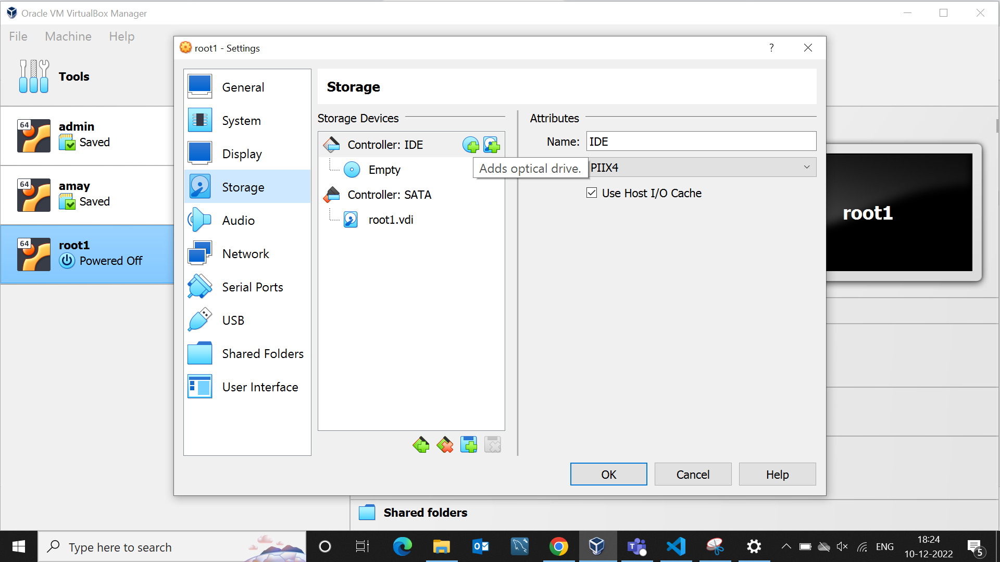 Oracle VM VirtualBox Manager
File Machine Help
Tools
64 admin
Saved
64 amay
Saved
64 root1
Powered Off
root1 - Settings
?
General
System
Display
Storage
Audio
Network
Serial Ports
USB
Shared Folders
User Interface
Storage
Storage Devices
Controller: IDE
Empty
Controller: SATA
root1.vdi
Adds optical drive.
Attributes
Name: IDE
PIIX4
Use Host I/O Cache
OK Cancel Help
root1
Shared folders
Type here to search
ENG
18:24
10-12-2022
5